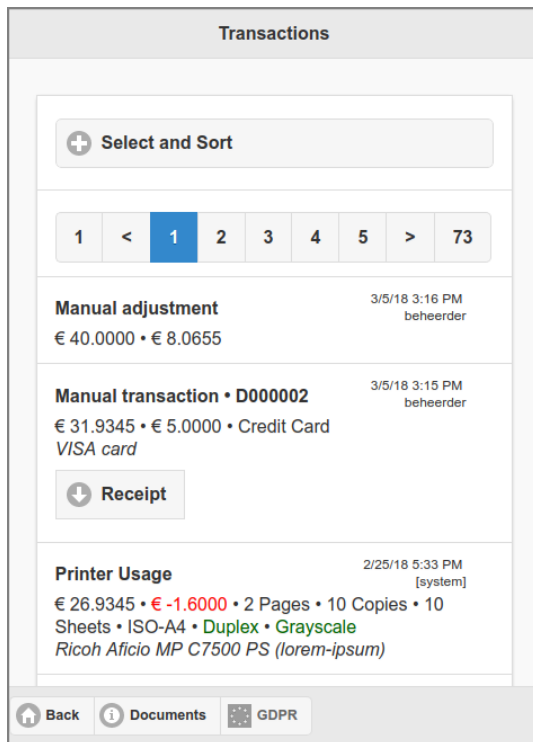 Transactions
Select and Sort
1 < 1 2 3 4 5 > 73
Manual adjustment 3/5/18 3:16 PM
beheerder
€ 40.0000 • € 8.0655
Manual transaction • D000002 3/5/18 3:15 PM
beheerder
€ 31.9345 • € 5.0000 • Credit Card
VISA card
Receipt
Printer Usage 2/25/18 5:33 PM
[system]
€ 26.9345 • € -1.6000 • 2 Pages • 10 Copies • 10
Sheets • ISO-A4 • Duplex • Grayscale
Ricoh Aficio MP C7500 PS (lorem-ipsum)
Back Documents GDPR